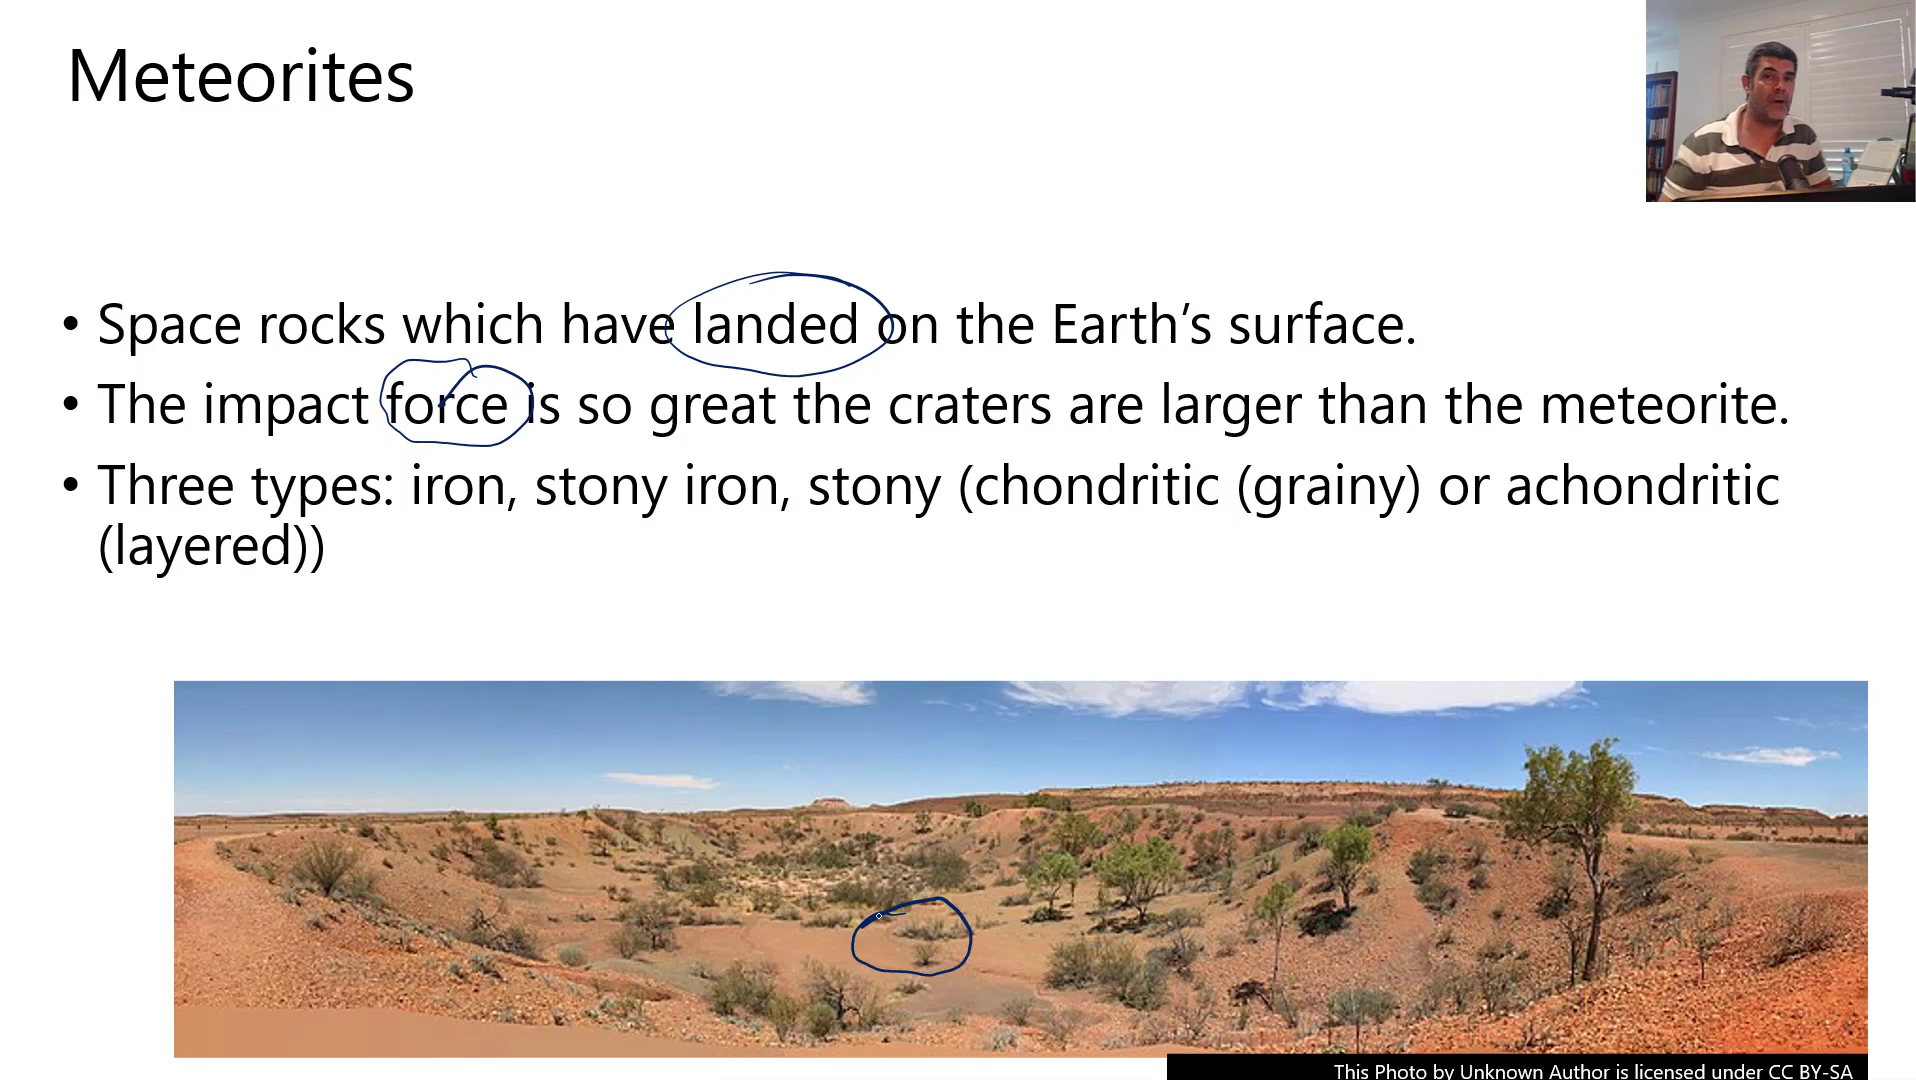 Meteorites
• Space rocks which have landed on the Earth’s surface.
• The impact force is so great the craters are larger than the meteorite.
• Three types: iron, stony iron, stony (chondritic (grainy) or achondritic
(layered))
This Photo by Unknown Author is licensed under CC BY-SA